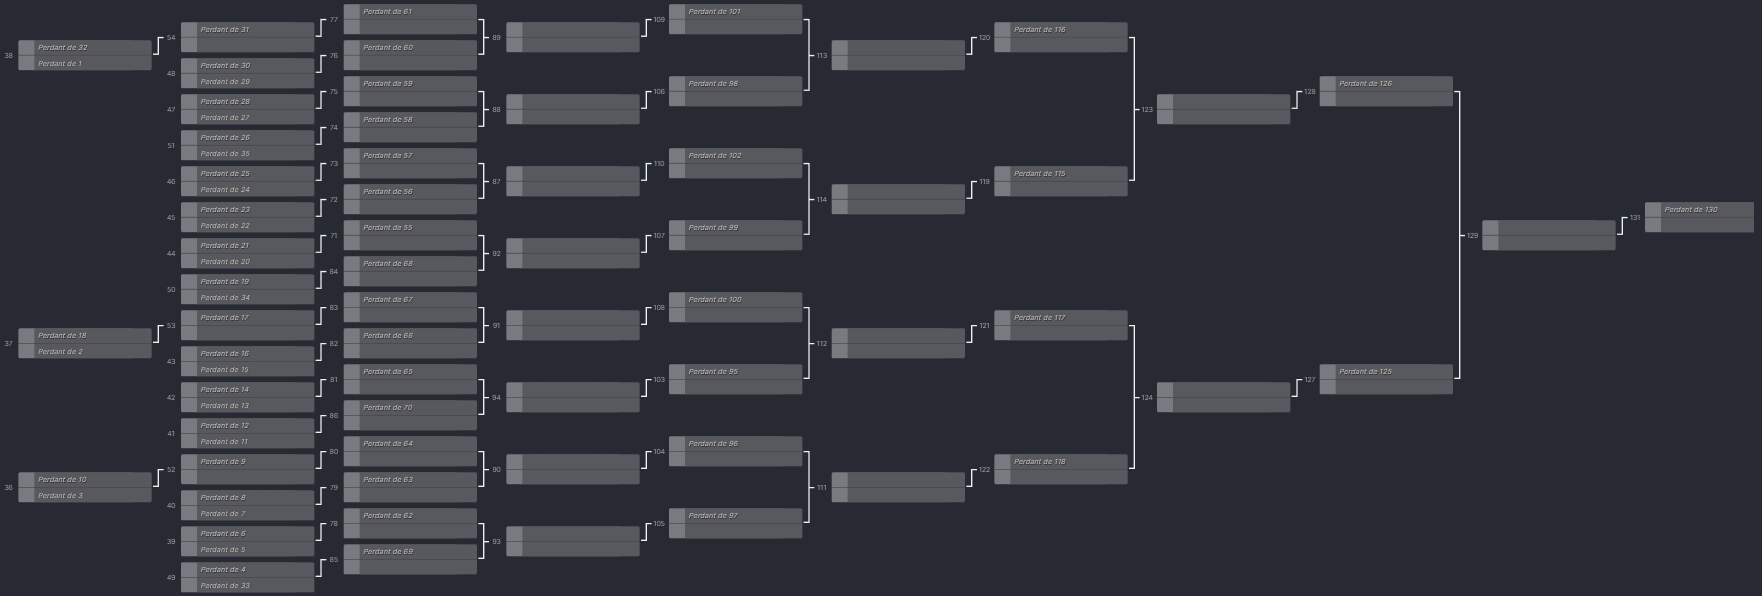 38
Perdant de 32
Perdant de 1
37
Perdant de 18
Perdant de 2
36
Perdant de 10
Perdant de 3
54
Perdant de 31
48
Perdant de 30
Perdant de 29
47
Perdant de 28
Perdant de 27
51
Perdant de 26
Perdant de 35
46
Perdant de 25
Perdant de 24
45
Perdant de 23
Perdant de 22
44
Perdant de 21
Perdant de 20
50
Perdant de 19
Perdant de 34
53
Perdant de 17
43
Perdant de 16
Perdant de 15
42
Perdant de 14
Perdant de 13
41
Perdant de 12
Perdant de 11
52
Perdant de 9
40
Perdant de 8
Perdant de 7
39
Perdant de 6
Perdant de 5
49
Perdant de 4
Perdant de 33
77
Perdant de 61
76
Perdant de 60
75
Perdant de 59
74
Perdant de 58
73
Perdant de 57
72
Perdant de 56
71
Perdant de 55
84
Perdant de 68
83
Perdant de 67
82
Perdant de 66
81
Perdant de 65
86
Perdant de 70
80
Perdant de 64
79
Perdant de 63
78
Perdant de 62
85
Perdant de 69
89
88
87
92
91
94
90
93
109
Perdant de 101
106
Perdant de 98
110
Perdant de 102
107
Perdant de 99
108
Perdant de 100
103
Perdant de 95
104
Perdant de 96
105
Perdant de 97
113
114
112
111
120
Perdant de 116
119
Perdant de 115
121
Perdant de 117
122
Perdant de 118
123
124
128
Perdant de 126
127
Perdant de 125
129
131
Perdant de 130